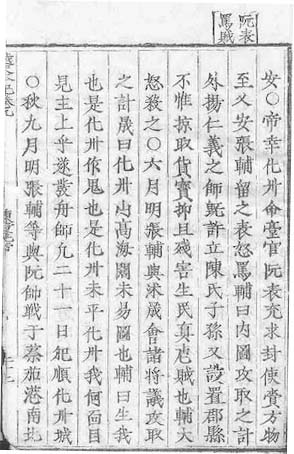 阮表
罵賊
安○帝幸化州命臺官阮表充求封使賫方物
至乂安張輔留之表怒罵輔曰内圖攻取之計
外揚仁義之師既許立陳氏子孫又設置郡縣
不惟掠取貨寶抑且殘害生民真虐賊也輔大
怒殺之○六月明張輔與沐晟會諸將議攻取
之計晟曰化州山高海闊未易圖也輔曰生我
也是化州作鬼也是化州化州未平我何面目
見主上乎遂發舟師凡二十一日犯順化州城
○秋九月明張輔等與阮帥戰于蔡茄港南北